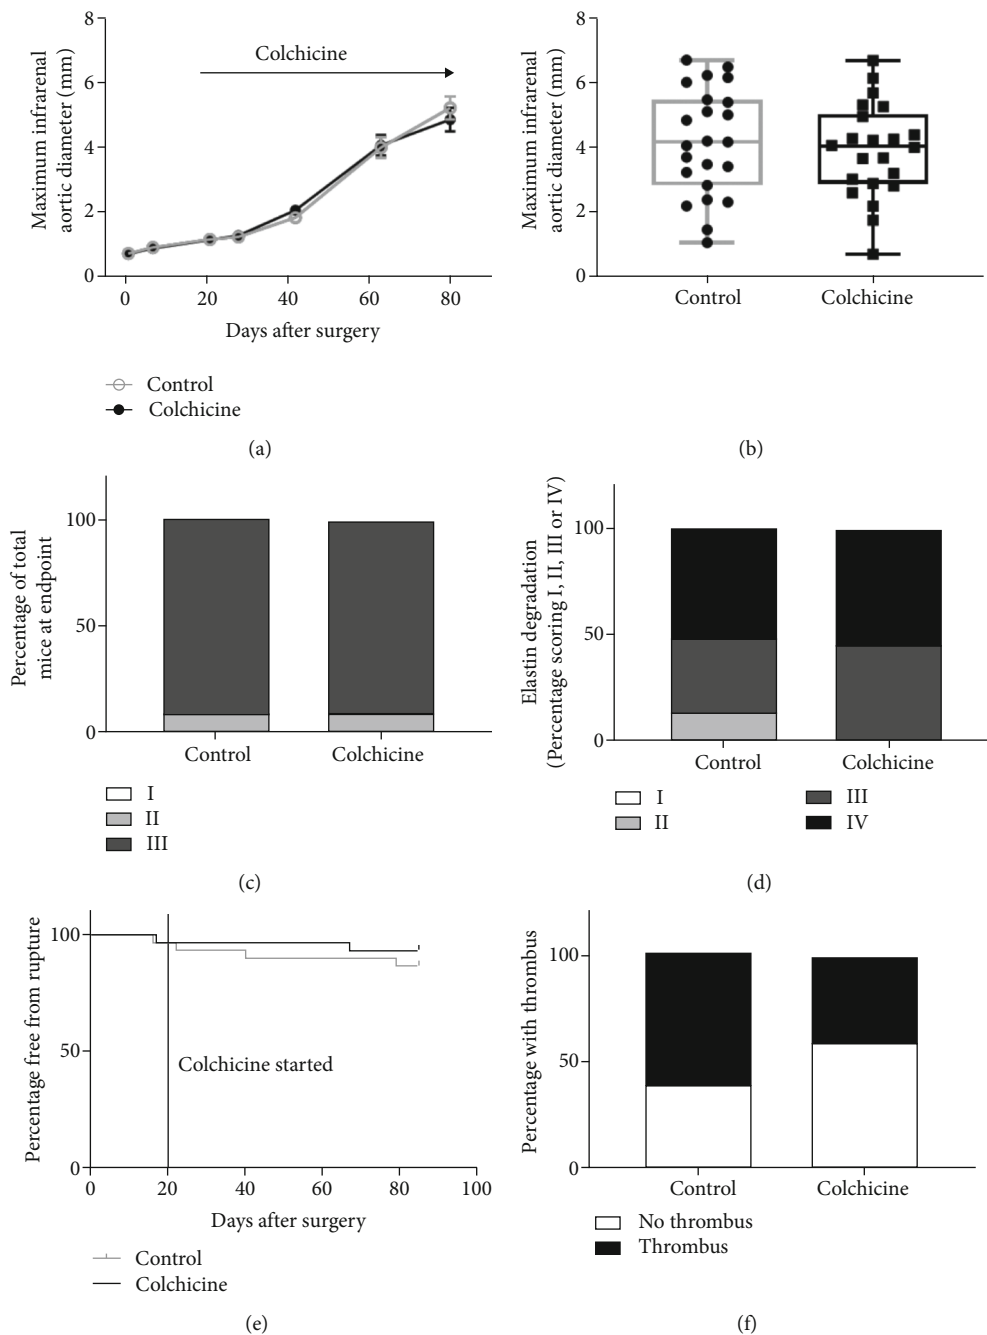 Maximum infrarenal
aortic diameter (mm)
8
6
4
2
0
Colchicine
0
20
40
60
80
Days after surgery
Control
Colchicine
(a)
Maximum infrarenal
aortic diameter (mm)
8
6
4
2
0
Control
Colchicine
(b)
Percentage of total
mice at endpoint
100
50
0
Control
Colchicine
I
II
III
(c)
Elastin degradation
(Percentage scoring I, II, III or IV)
100
50
0
Control
Colchicine
I
II
III
IV
(d)
Percentage free from rupture
100
50
0
Colchicine started
0
20
40
60
80
100
Days after surgery
Control
Colchicine
(e)
Percentage with thrombus
100
50
0
Control
Colchicine
No thrombus
Thrombus
(f)